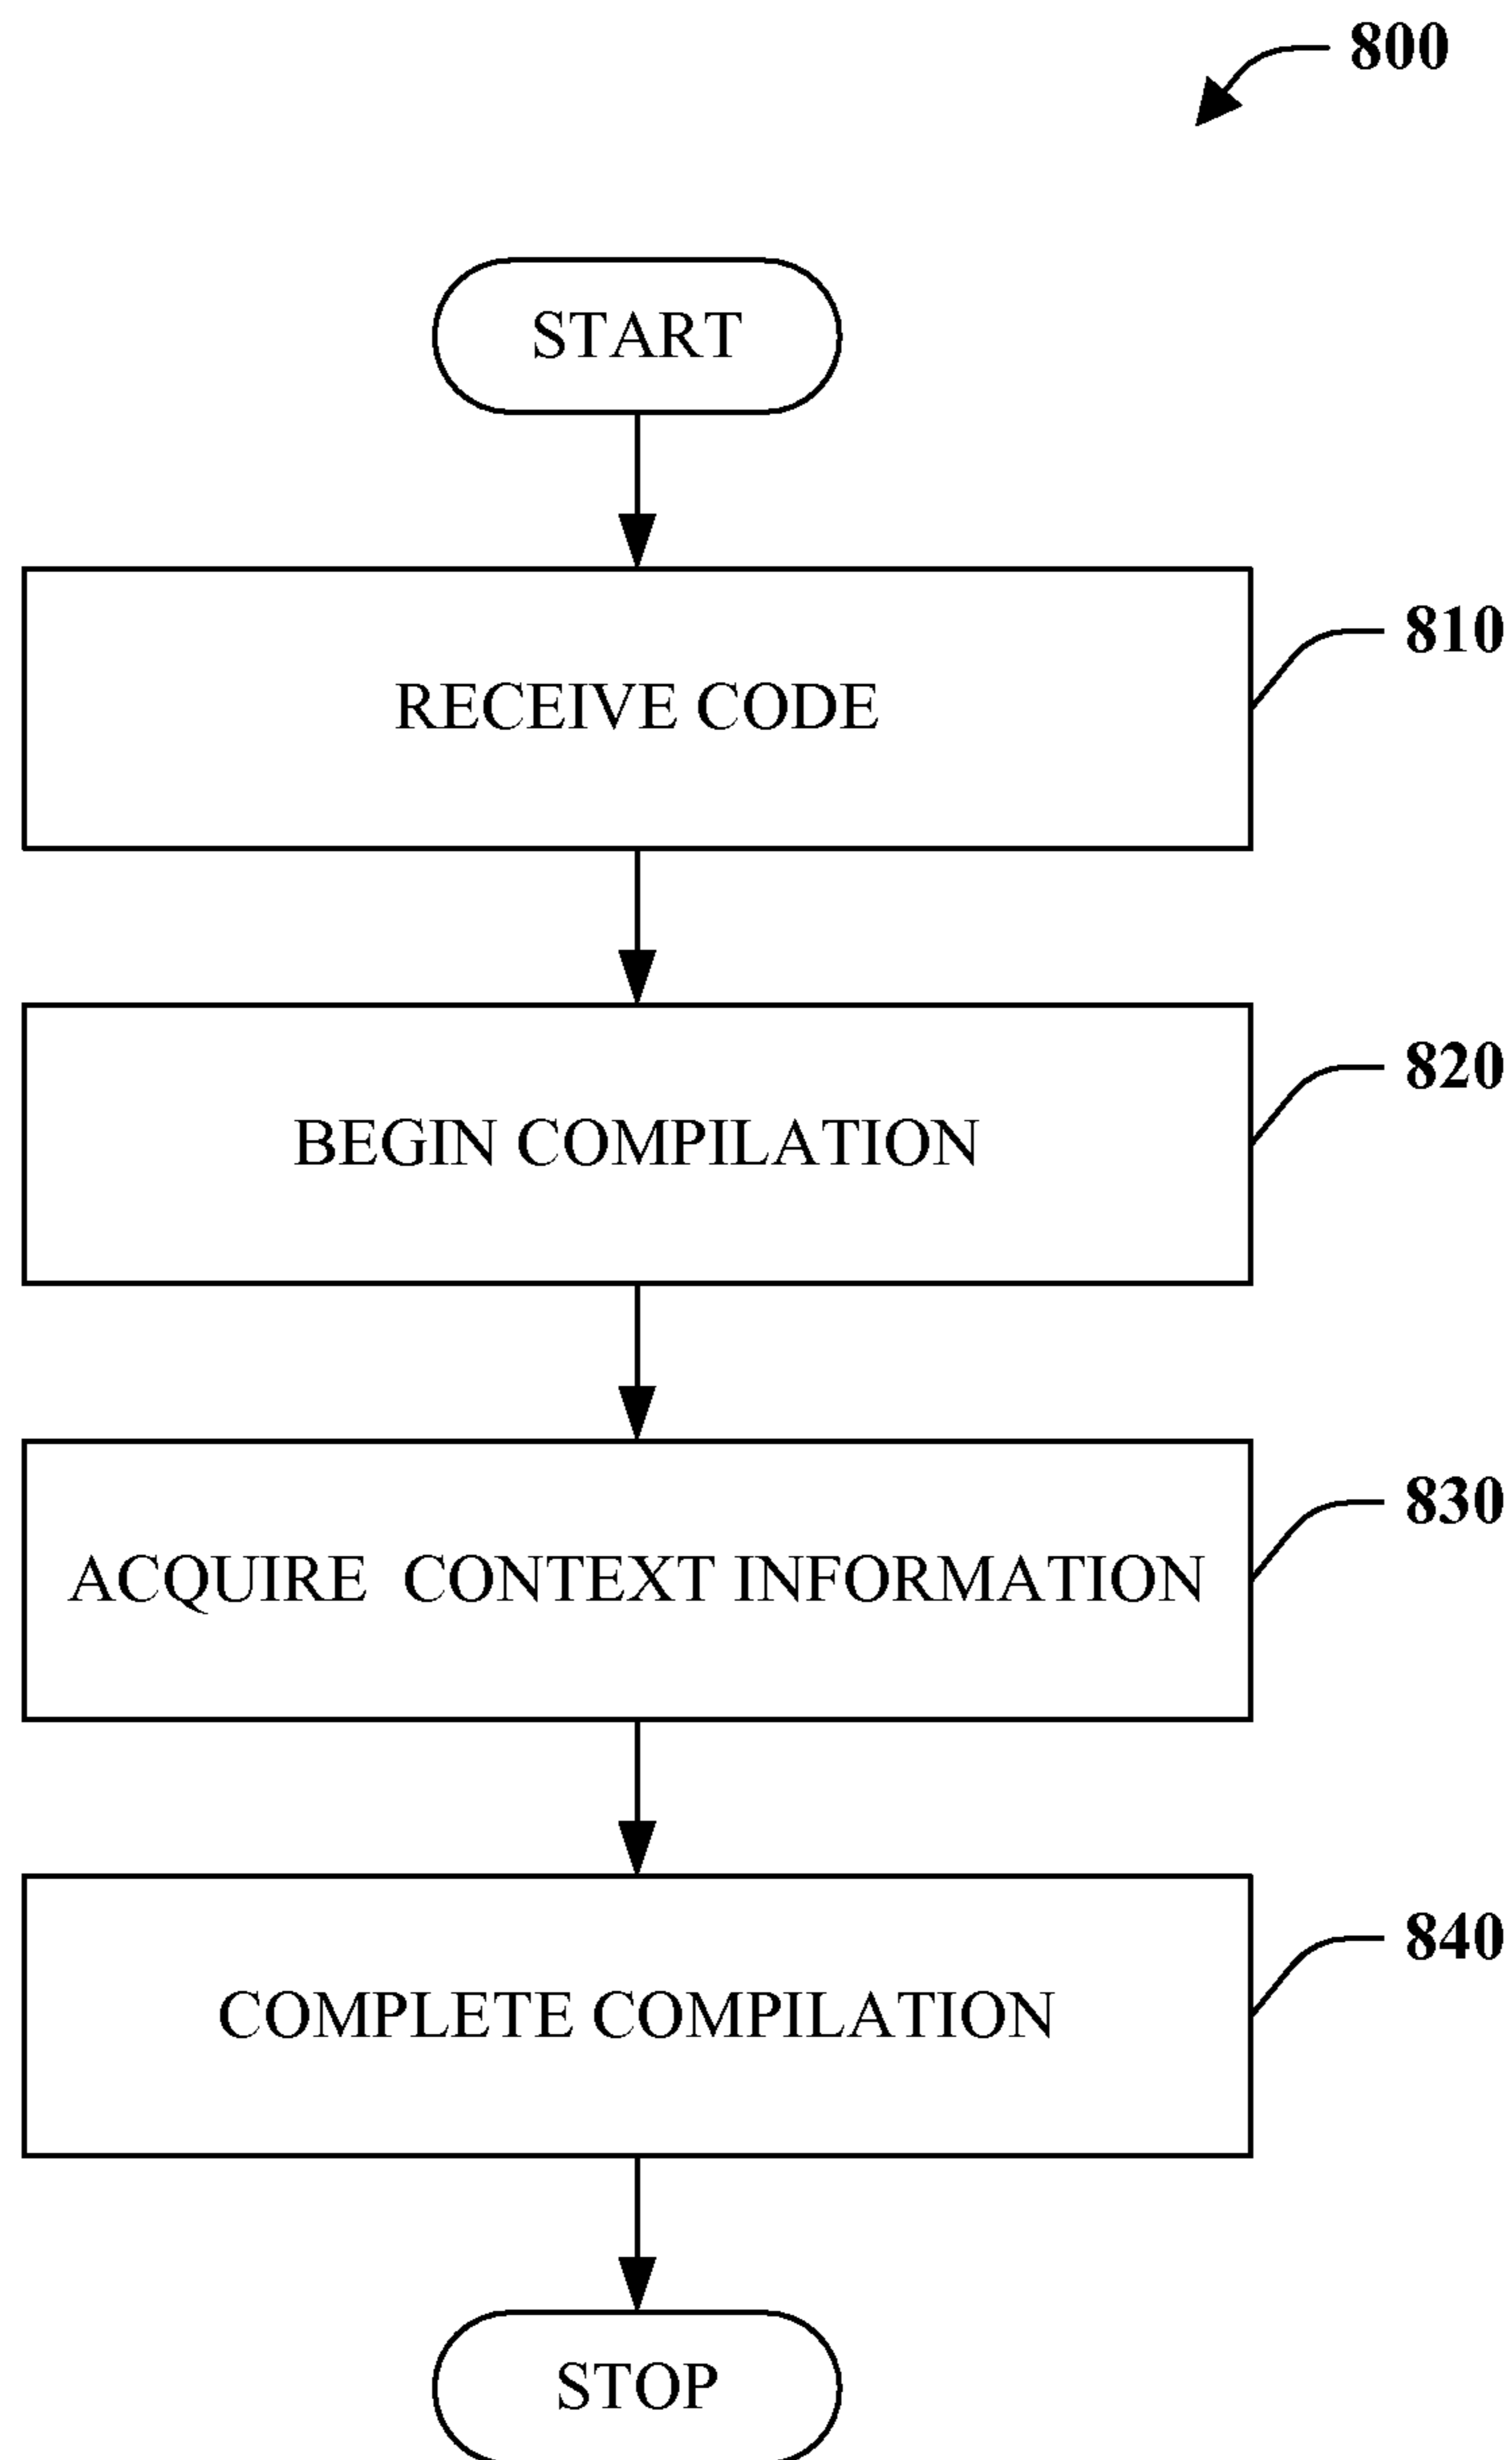 800
START
RECEIVE CODE
810
BEGIN COMPILATION
820
ACQUIRE CONTEXT INFORMATION
830
COMPLETE COMPILATION
840
STOP